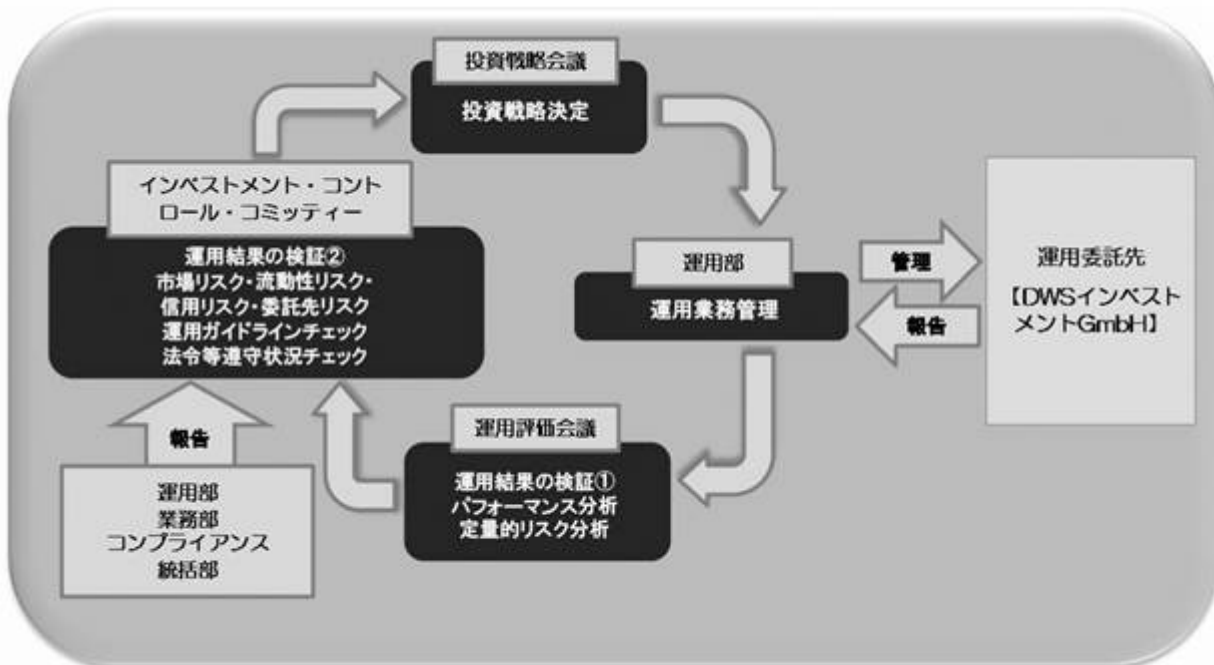 投資戦略会議
投資戦略決定
インベストメント・コント
ロール・コミッティー
運用結果の検証②
市場リスク・流動性リスク・
信用リスク・委託先リスク
運用ガイドラインチェック
法令等遵守状況チェック
運用部
運用業務管理
管理
報告
運用委託先
【DWSインベスト
メントGmbH】
運用評価会議
運用結果の検証①
パフォーマンス分析
定量的リスク分析
報告
運用部
業務部
コンプライアンス
統括部